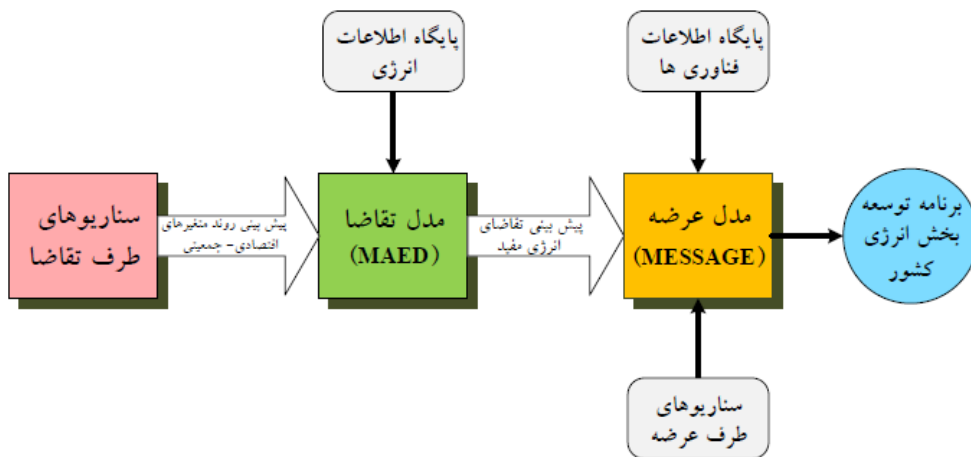 پایگاه اطلاعات
انرژی
پایگاه اطلاعات
فناوری ها
سناریوهای
طرف تقاضا
پیش بینی روند متغیرهای
اقتصادی- جمعیتی
مدل تقاضا
(MAED)
پیش بینی تقاضای
انرژی مفید
مدل عرضه
(MESSAGE)
برنامه توسعه
بخش انرژی
کشور
سناریوهای
طرف عرضه